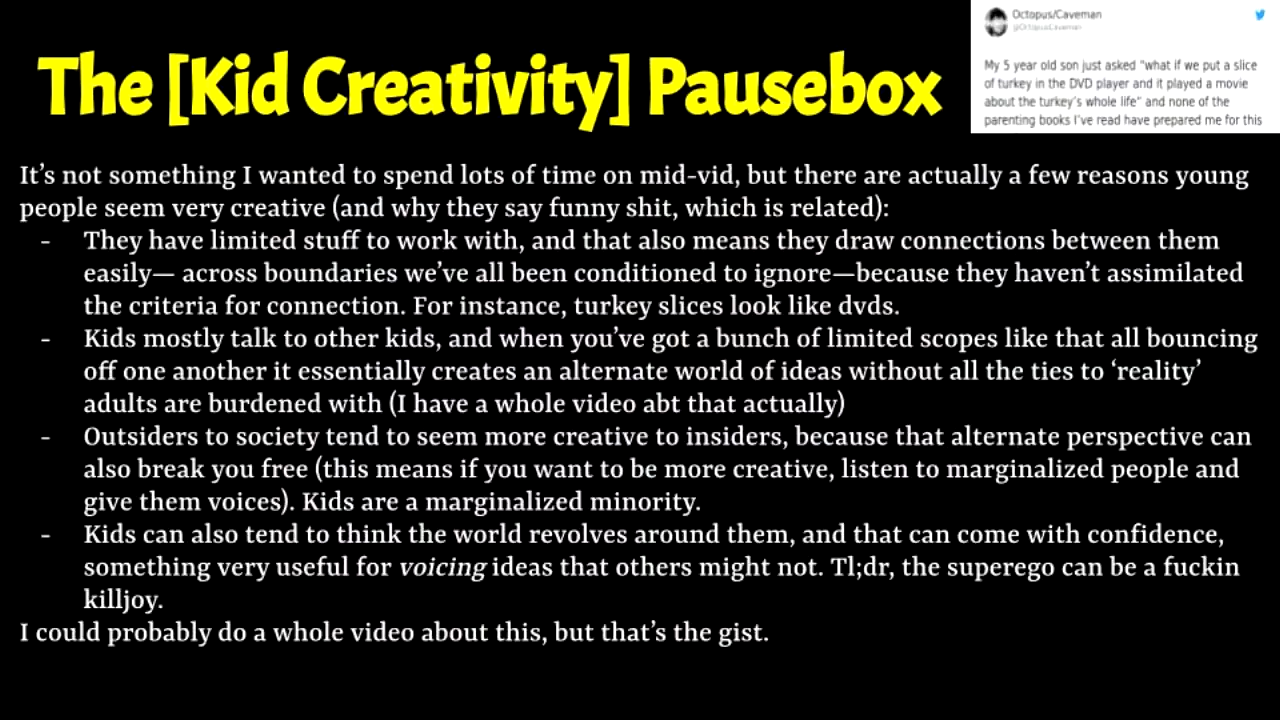 The [Kid Creativity] Pausebox
Octopus/Caveman
@OctopusCaveman
My 5 year old son just asked "what if we put a slice
of turkey in the DVD player and it played a movie
about the turkey's whole life" and none of the
parenting books I've read have prepared me for this
It’s not something I wanted to spend lots of time on mid-vid, but there are actually a few reasons young
people seem very creative (and why they say funny shit, which is related):
- They have limited stuff to work with, and that also means they draw connections between them
easily— across boundaries we’ve all been conditioned to ignore—because they haven’t assimilated
the criteria for connection. For instance, turkey slices look like dvds.
- Kids mostly talk to other kids, and when you’ve got a bunch of limited scopes like that all bouncing
off one another it essentially creates an alternate world of ideas without all the ties to ‘reality’
adults are burdened with (I have a whole video abt that actually)
- Outsiders to society tend to seem more creative to insiders, because that alternate perspective can
also break you free (this means if you want to be more creative, listen to marginalized people and
give them voices). Kids are a marginalized minority.
- Kids can also tend to think the world revolves around them, and that can come with confidence,
something very useful for voicing ideas that others might not. Tl;dr, the superego can be a fuckin
killjoy.
I could probably do a whole video about this, but that’s the gist.